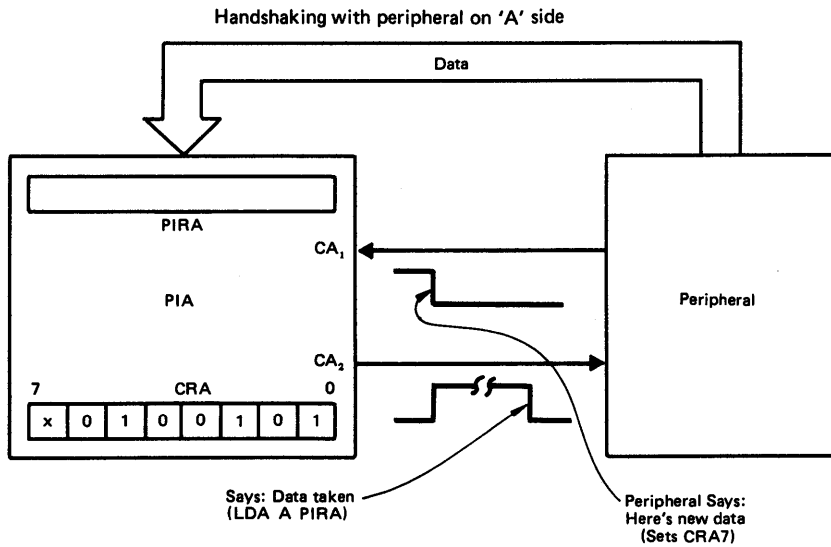 Handshaking with peripheral on ‘A’ side
Data
PIRA
CA₁
PIA
Peripheral
CA₂
7 CRA 0
x 0 1 0 0 1 0 1
Says: Data taken
(LDA A PIRA)
Peripheral Says:
Here's new data
(Sets CRA7)